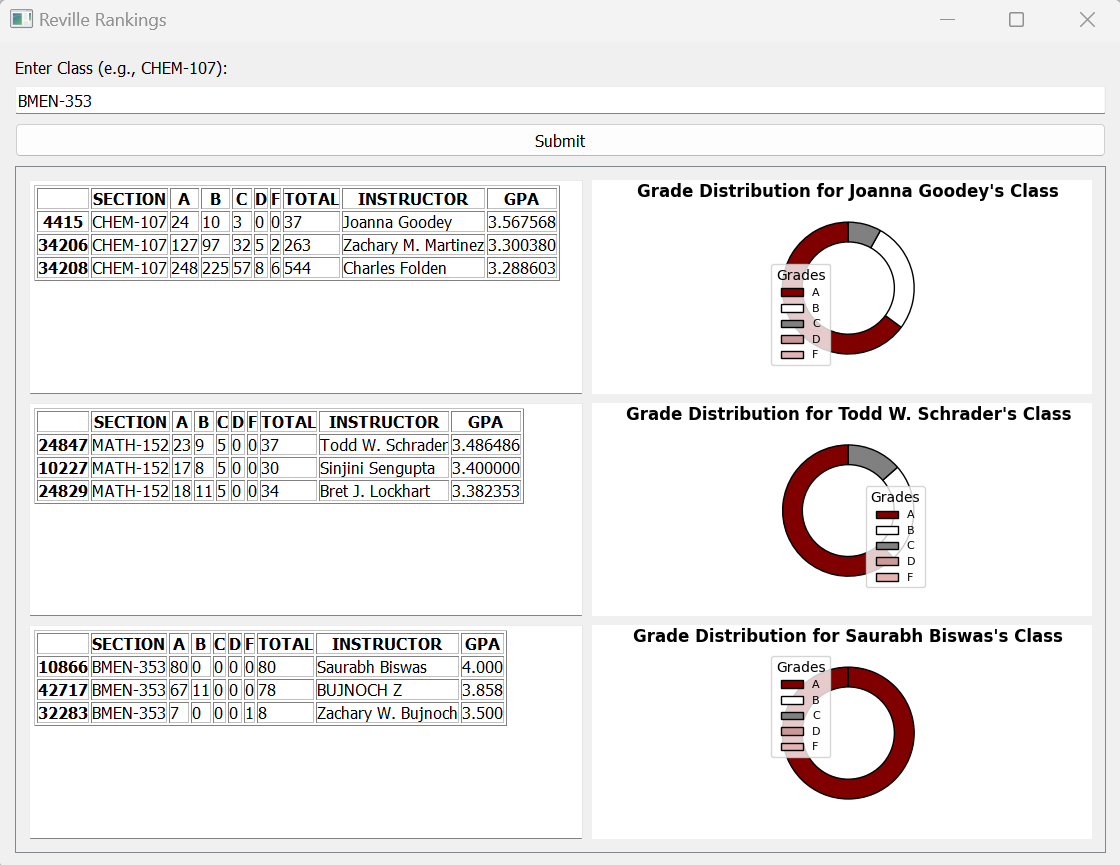 Reville Rankings
Enter Class (e.g., CHEM-107):
BMEN-353
Submit
SECTION A B C D F TOTAL INSTRUCTOR GPA
4415 CHEM-107 24 10 3 0 0 37 Joanna Goodey 3.567568
34206 CHEM-107 127 97 32 5 2 263 Zachary M. Martinez 3.300380
34208 CHEM-107 248 225 57 8 6 544 Charles Folden 3.288603
Grade Distribution for Joanna Goodey's Class
Grades
A
B
C
D
F
SECTION A B C D F TOTAL INSTRUCTOR GPA
24847 MATH-152 23 9 5 0 0 37 Todd W. Schrader 3.486486
10227 MATH-152 17 8 5 0 0 30 Sinjini Sengupta 3.400000
24829 MATH-152 18 11 5 0 0 34 Bret J. Lockhart 3.382353
Grade Distribution for Todd W. Schrader's Class
Grades
A
B
C
D
F
SECTION A B C D F TOTAL INSTRUCTOR GPA
10866 BMEN-353 80 0 0 0 0 80 Saurabh Biswas 4.000
42717 BMEN-353 67 11 0 0 0 78 BUJNOCH Z 3.858
32283 BMEN-353 7 0 0 0 1 8 Zachary W. Bujnoch 3.500
Grade Distribution for Saurabh Biswas's Class
Grades
A
B
C
D
F